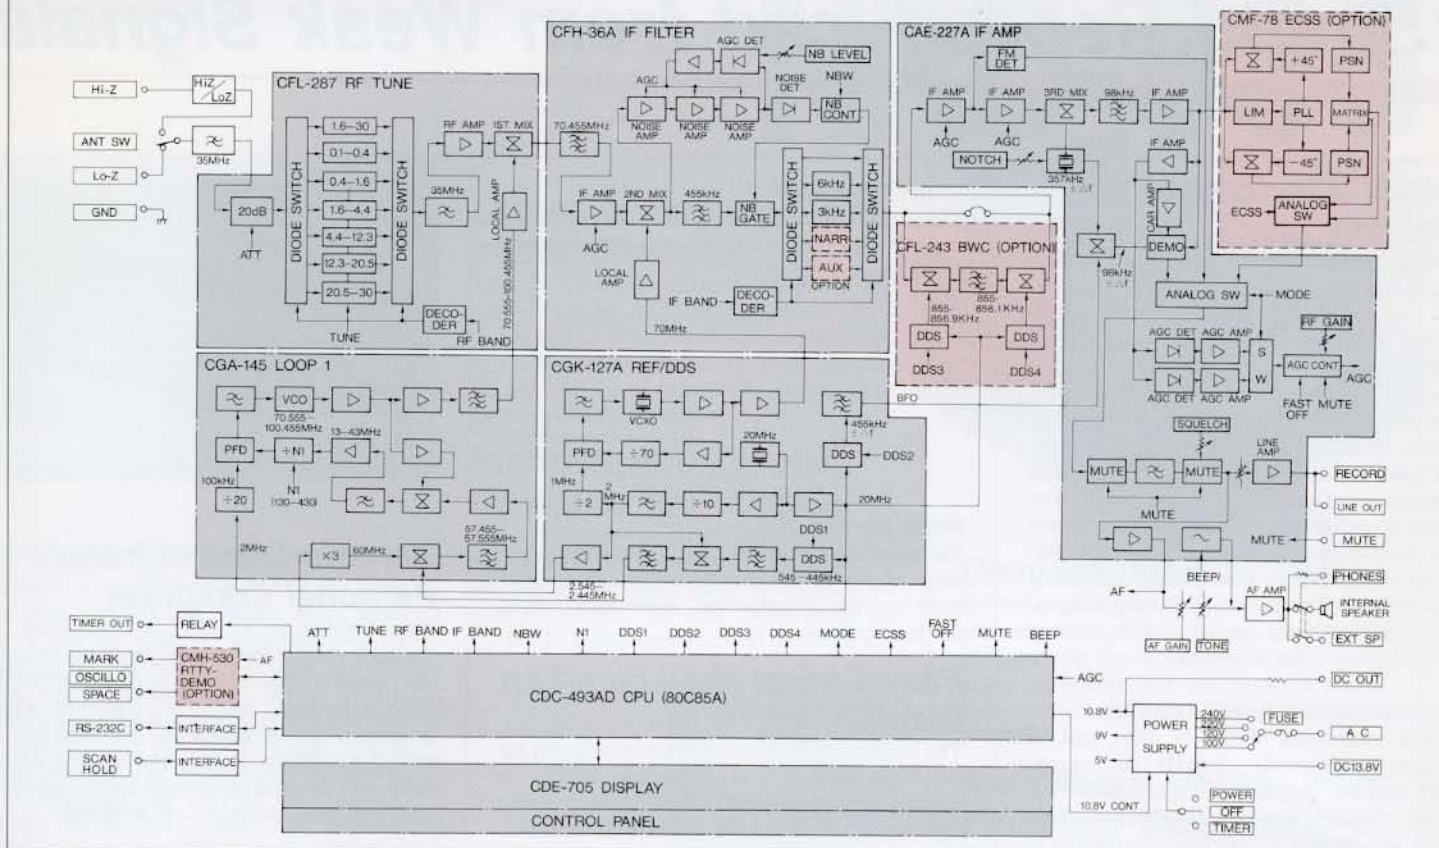 CFL-287 RF TUNE
Hi-Z
HiZ
LoZ
ANT SW
35MHz
Lo-Z
GND
20dB
ATT
DIODE SWITCH
1.6—30
0.1—0.4
0.4—1.6
1.6—4.4
4.4—12.3
12.3—20.5
20.5—30
DIODE SWITCH
TUNE
35MHz
RF AMP
1ST MIX
LOCAL AMP
70.555-100.455MHz
DECO-
DER
RF BAND
CFH-36A IF FILTER
AGC DET
NB LEVEL
AGC
NOISE
DET
NBW
NB
CONT
NOISE
AMP
NOISE
AMP
NOISE
AMP
70.455MHz
IF AMP
2ND MIX
455kHz
NB
GATE
AGC
LOCAL
AMP
70MHz
DIODE SWITCH
6kHz
3kHz
NARR
AUX
OPTION
DIODE SWITCH
IF BAND
DECO-
DER
CAE-227A IF AMP
FM
DET
IF AMP
IF AMP
3RD MIX
98kHz
IF AMP
AGC
AGC
NOTCH
357kHz
±△f
IF AMP
CAR AMP
DEMO
98kHz
±△f
ANALOG SW
MODE
RF GAIN
AGC DET
AGC AMP
AGC DET
AGC AMP
S
W
AGC CONT
AGC
FAST
OFF
MUTE
SQUELCH
LINE
AMP
MUTE
MUTE
MUTE
BEEP/
AF
AF GAIN
TONE
AF AMP
CMF-78 ECSS (OPTION)
+45°
PSN
LIM
PLL
MATRIX
-45°
PSN
ECSS
ANALOG
SW
CFL-243 BWC (OPTION)
855-
856.9KHz
855-
856.1KHz
DDS
DDS
DDS3
DDS4
CGA-145 LOOP 1
VCO
70.555~
100.455MHz
13-43MHz
PFD
÷N1
100kHz
÷20
N1
(130-430)
2MHz
×3
60MHz
57.455—
57.555MHz
CGK-127A REF/DDS
VCXO
BFO
455kHz
±△f
20MHz
PFD
÷70
DDS
DDS2
1MHz
2
MHz
÷2
÷10
20MHz
DDS1
DDS
545—445kHz
2.545—
2.445MHz
RECORD
LINE OUT
MUTE
PHONES
INTERNAL
SPEAKER
EXT SP
DC OUT
TIMER OUT
RELAY
MARK
OSCILLO
SPACE
CMH-530
RTTY-
DEMO
(OPTION)
AF
RS-232C
INTERFACE
SCAN
HOLD
INTERFACE
ATT
TUNE
RF BAND
IF BAND
NBW
N1
DDS1
DDS2
DDS3
DDS4
MODE
ECSS
FAST
OFF
MUTE
BEEP
CDC-493AD CPU (80C85A)
AGC
CDE-705 DISPLAY
CONTROL PANEL
10.8V
9V
5V
POWER
SUPPLY
240V
220V
120V
100V
FUSE
A C
DC13.8V
10.8V CONT
POWER
OFF
TIMER